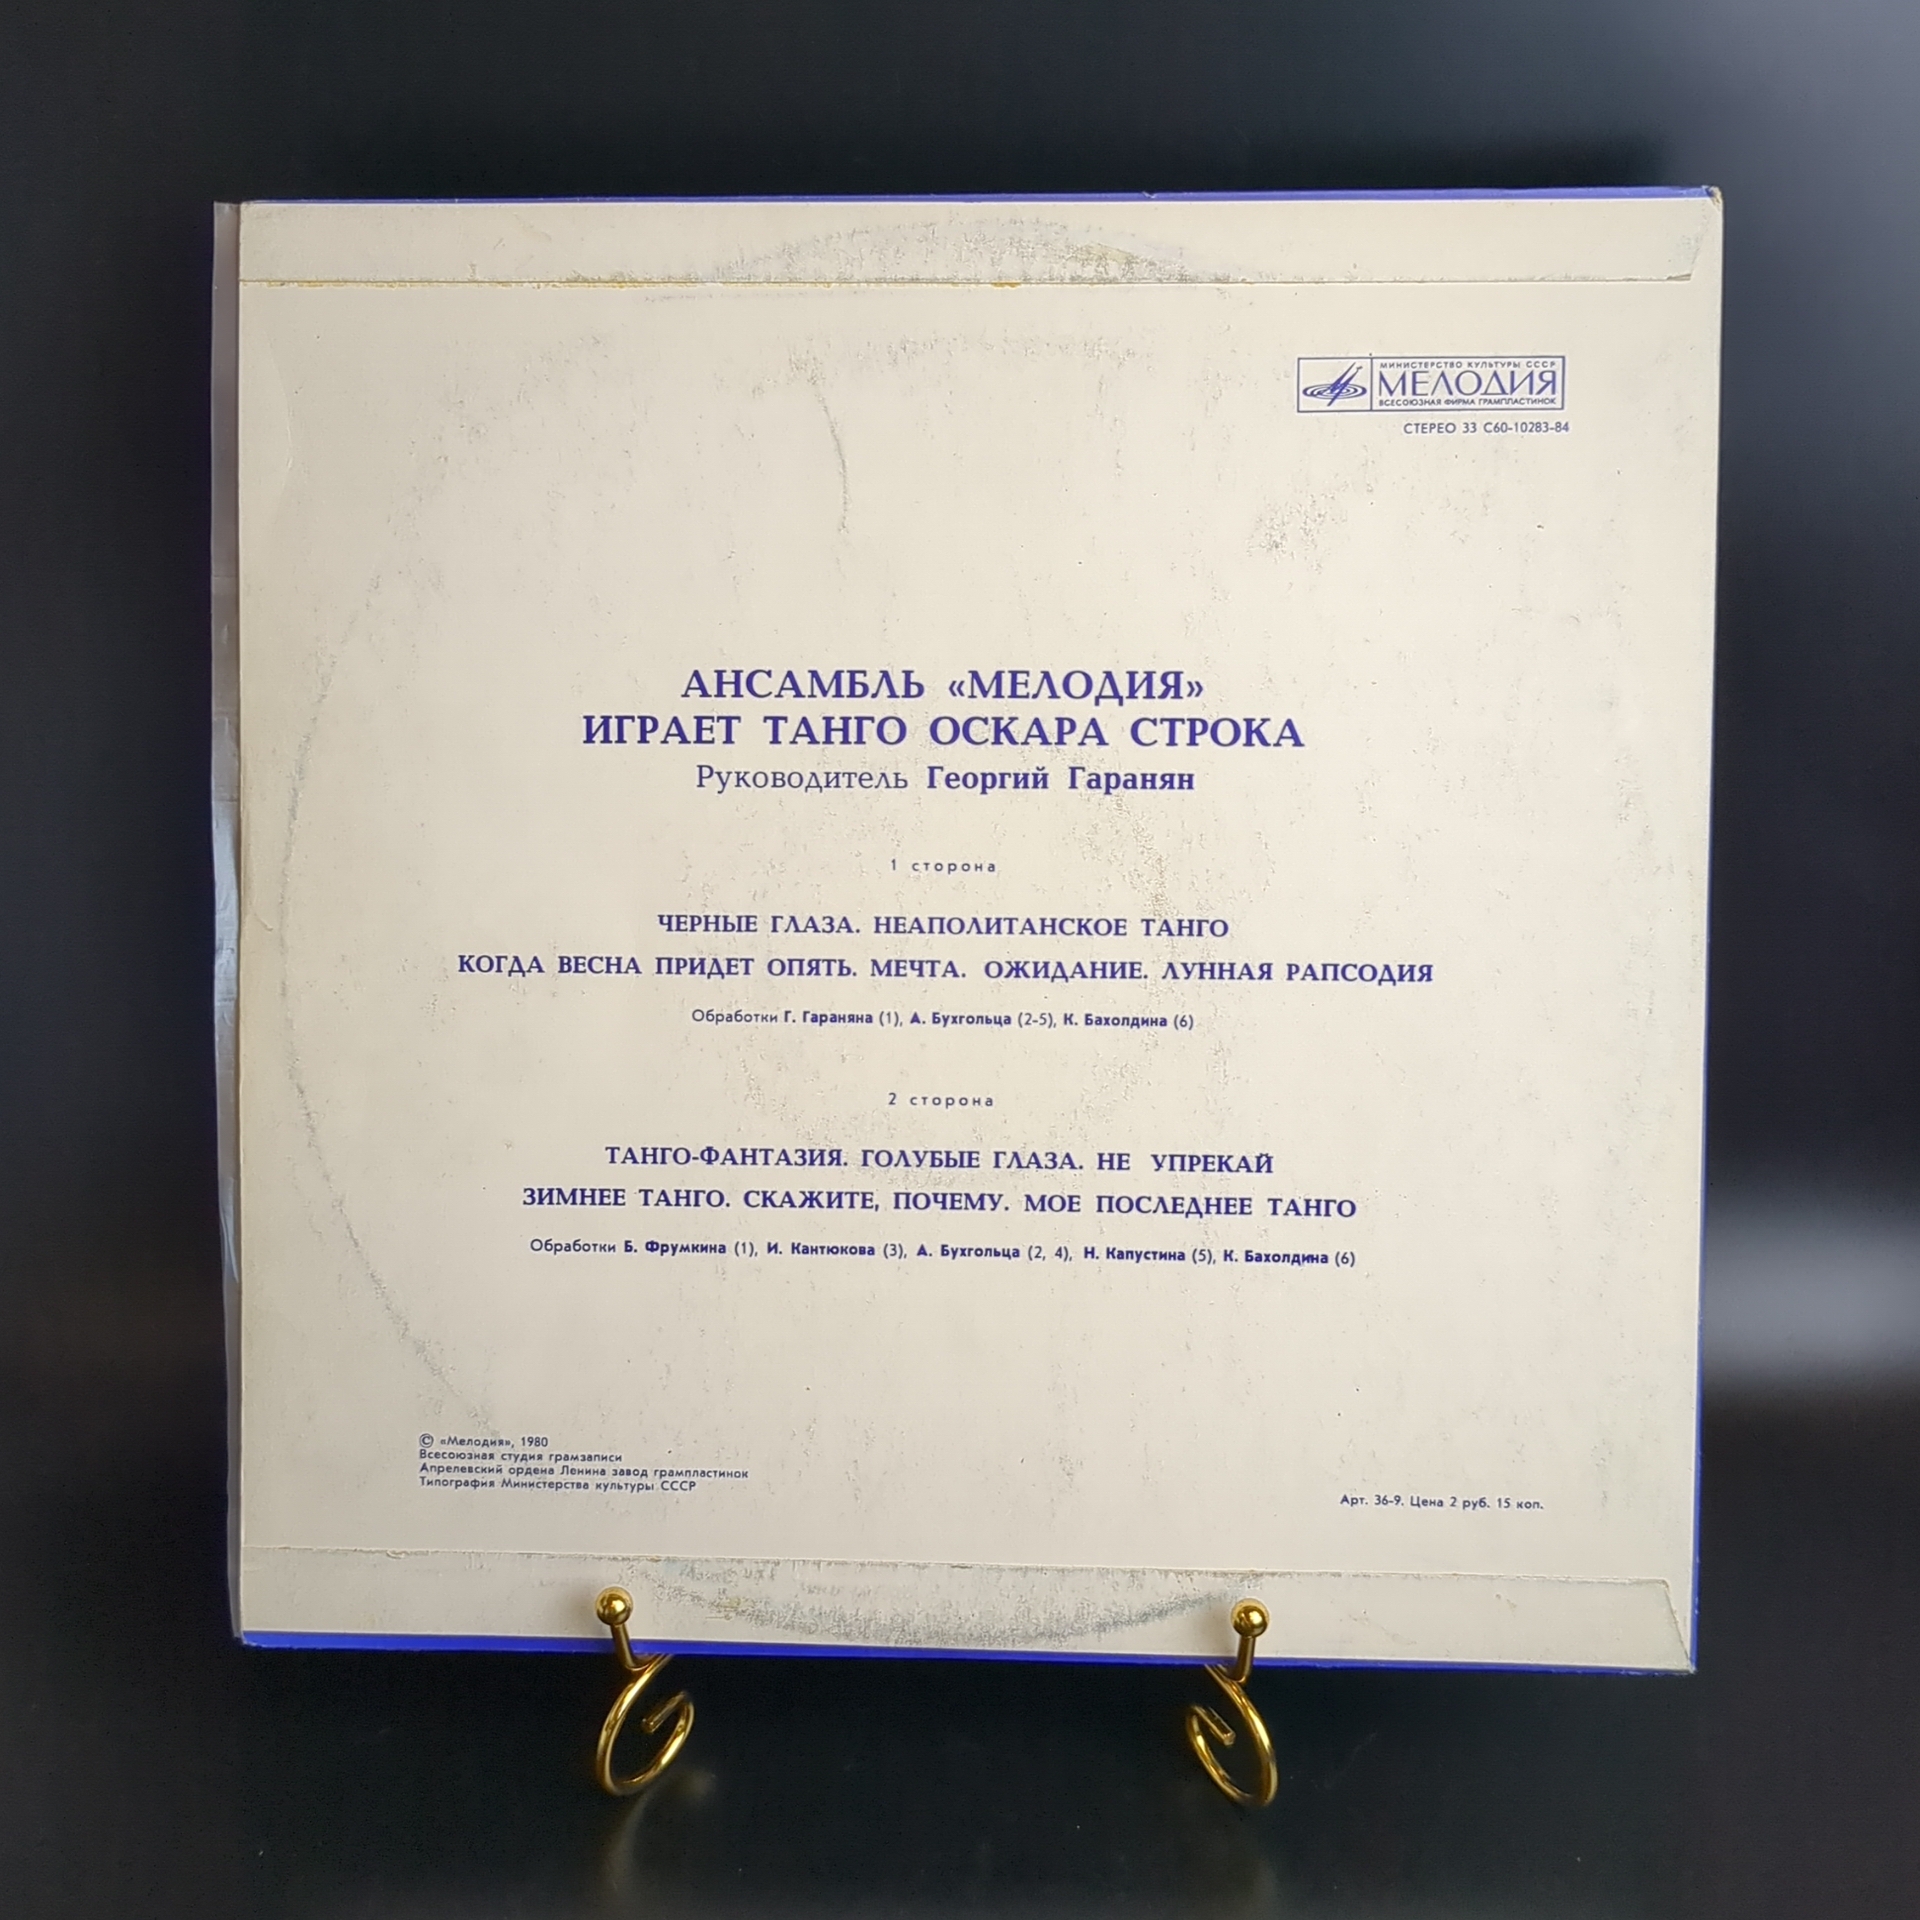 МИНИСТЕРСТВО КУЛЬТУРЫ СССР
МЕЛОДИЯ
ВСЕСОЮЗНАЯ ФИРМА ГРАМПЛАСТИНОК
СТЕРЕО 33 С60-10283-84
АНСАМБЛЬ «МЕЛОДИЯ»
ИГРАЕТ ТАНГО ОСКАРА СТРОКА
Руководитель Георгий Гаранян
1 сторона
ЧЕРНЫЕ ГЛАЗА. НЕАПОЛИТАНСКОЕ ТАНГО
КОГДА ВЕСНА ПРИДЕТ ОПЯТЬ. МЕЧТА. ОЖИДАНИЕ. ЛУННАЯ РАПСОДИЯ
Обработки Г. Гараняна (1), А. Бухгольца (2-5), К. Бахолдина (6)
2 сторона
ТАНГО-ФАНТАЗИЯ. ГОЛУБЫЕ ГЛАЗА. НЕ УПРЕКАЙ
ЗИМНЕЕ ТАНГО. СКАЖИТЕ, ПОЧЕМУ. МОЕ ПОСЛЕДНЕЕ ТАНГО
Обработки Б. Фрумкина (1), И. Кантюкова (3), А. Бухгольца (2, 4), Н. Капустина (5), К. Бахолдина (6)
© «Мелодия», 1980
Всесоюзная студия грамзаписи
Апрелевский ордена Ленина завод грампластинок
Типография Министерства культуры СССР
Арт. 36-9. Цена 2 руб. 15 коп.